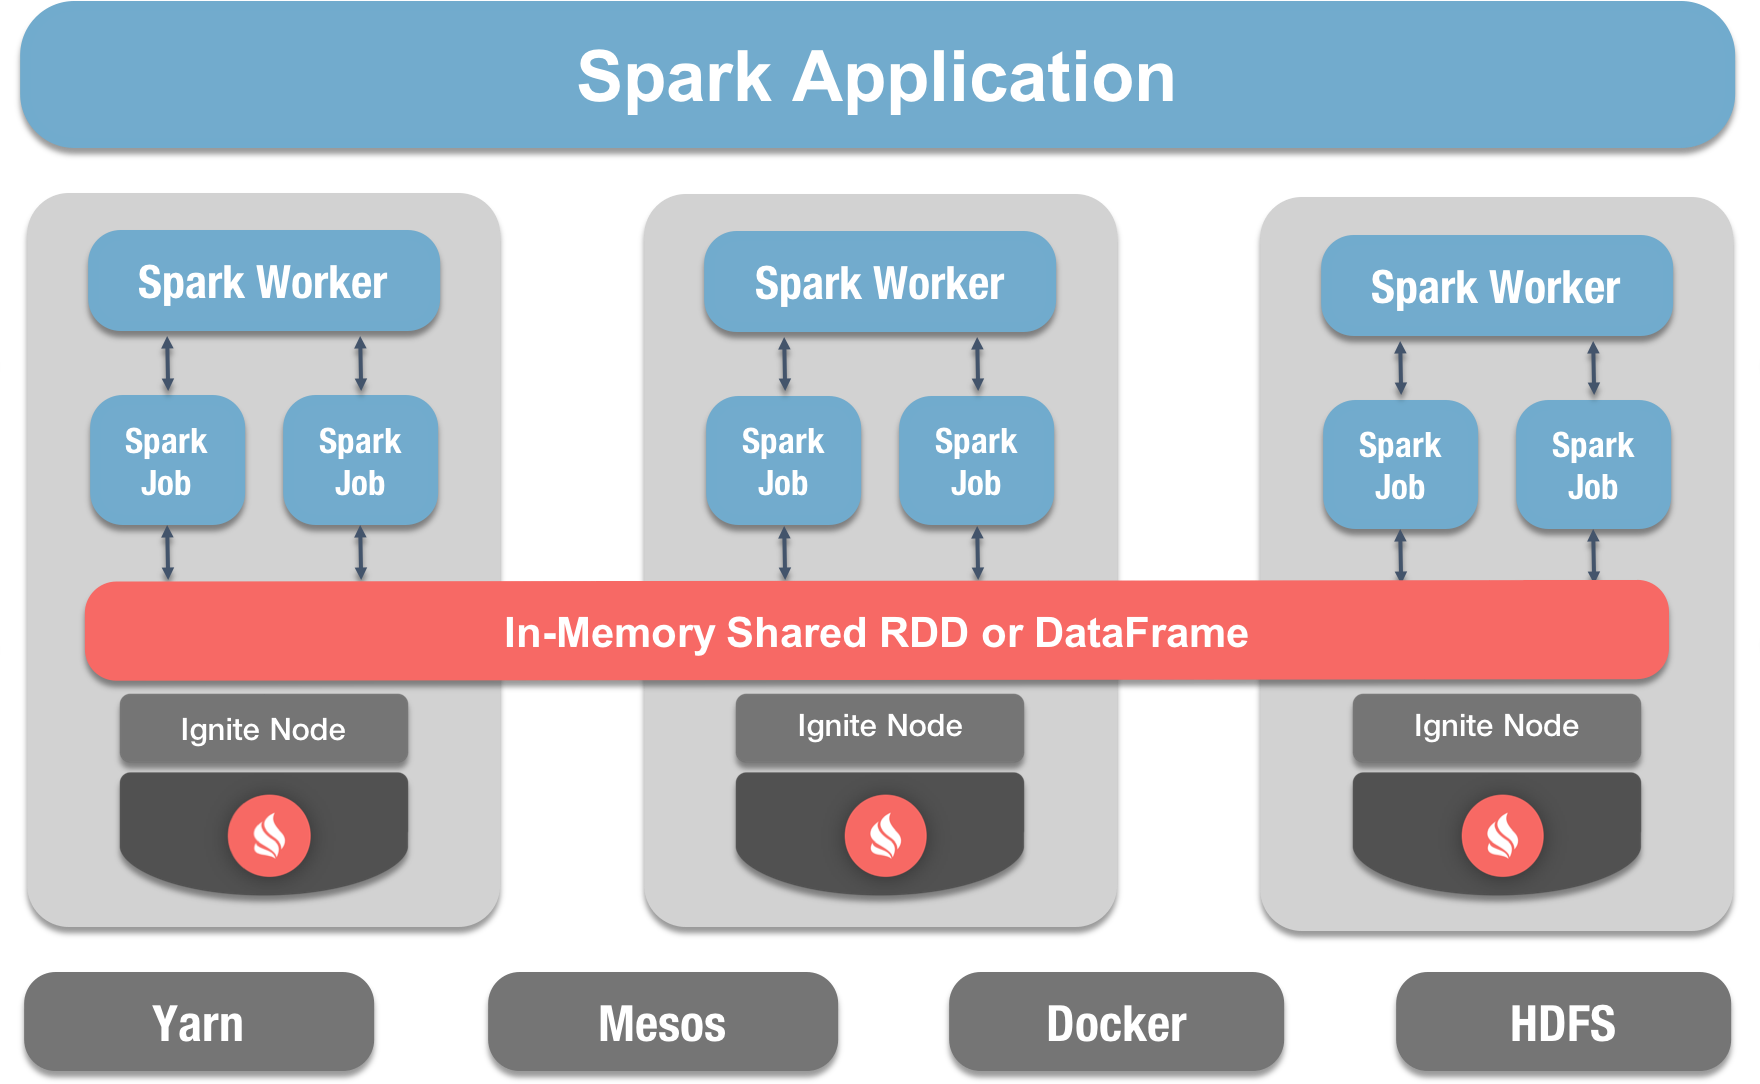 Spark Application
Spark Worker
Spark Worker
Spark Worker
Spark
Job
Spark
Job
Spark
Job
Spark
Job
Spark
Job
Spark
Job
In-Memory Shared RDD or DataFrame
Ignite Node
Ignite Node
Ignite Node
Yarn
Mesos
Docker
HDFS